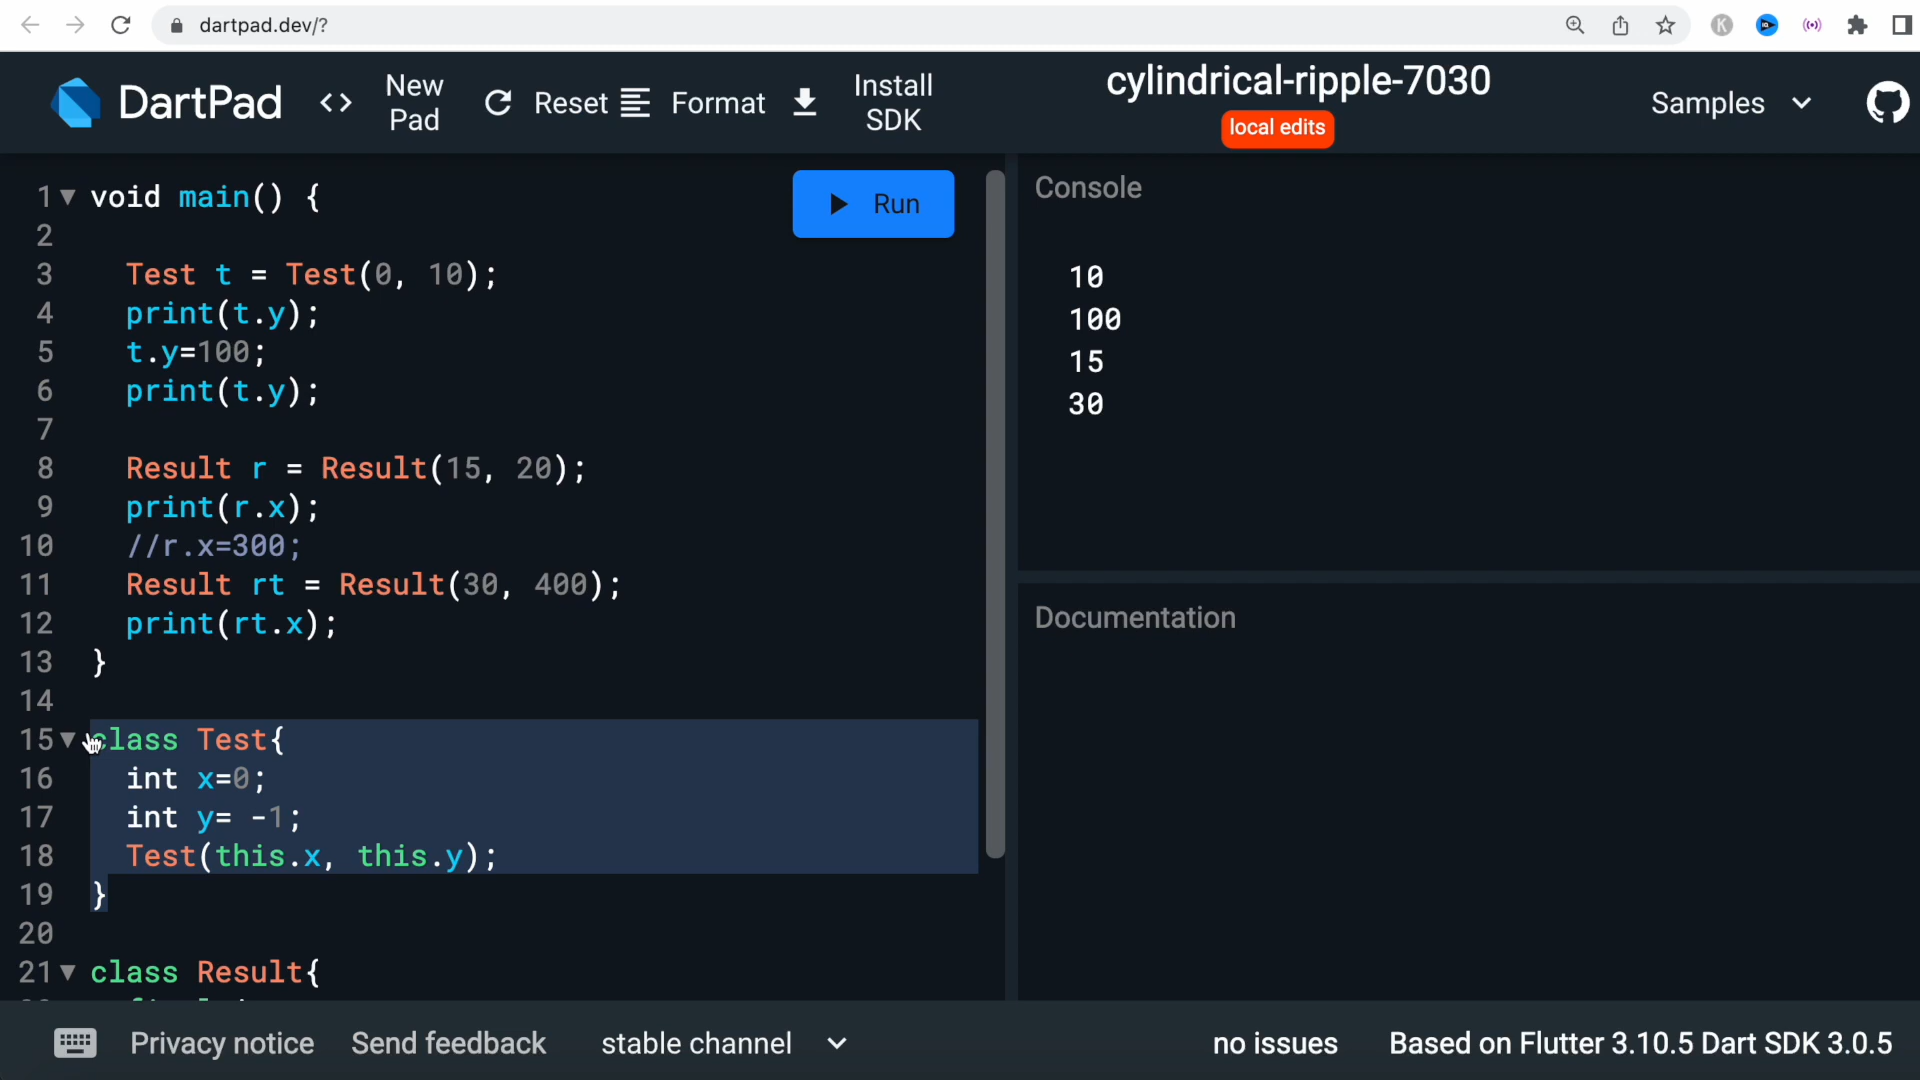 dartpad.dev/?
DartPad
<> New Pad
Reset
Format
Install SDK
cylindrical-ripple-7030
local edits
Samples
1 void main() {
2
3 Test t = Test(0, 10);
4 print(t.y);
5 t.y=100;
6 print(t.y);
7
8 Result r = Result(15, 20);
9 print(r.x);
10 //r.x=300;
11 Result rt = Result(30, 400);
12 print(rt.x);
13 }
14
15 class Test{
16 int x=0;
17 int y= -1;
18 Test(this.x, this.y);
19 }
20
21 class Result{
Run
Console
10
100
15
30
Documentation
Privacy notice
Send feedback
stable channel
no issues
Based on Flutter 3.10.5 Dart SDK 3.0.5